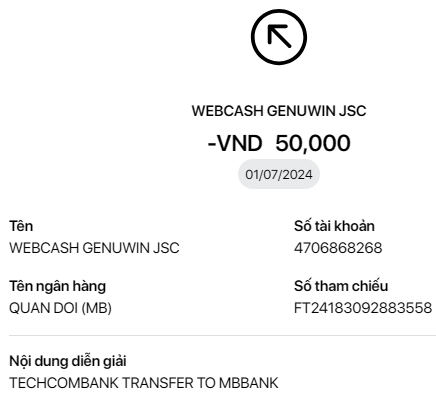 WEBCASH GENUWIN JSC
-VND 50,000
01/07/2024
Tên
Số tài khoản
WEBCASH GENUWIN JSC
4706868268
Tên ngân hàng
Số tham chiếu
QUAN DOI (MB)
FT24183092883558
Nội dung diễn giải
TECHCOMBANK TRANSFER TO MBBANK